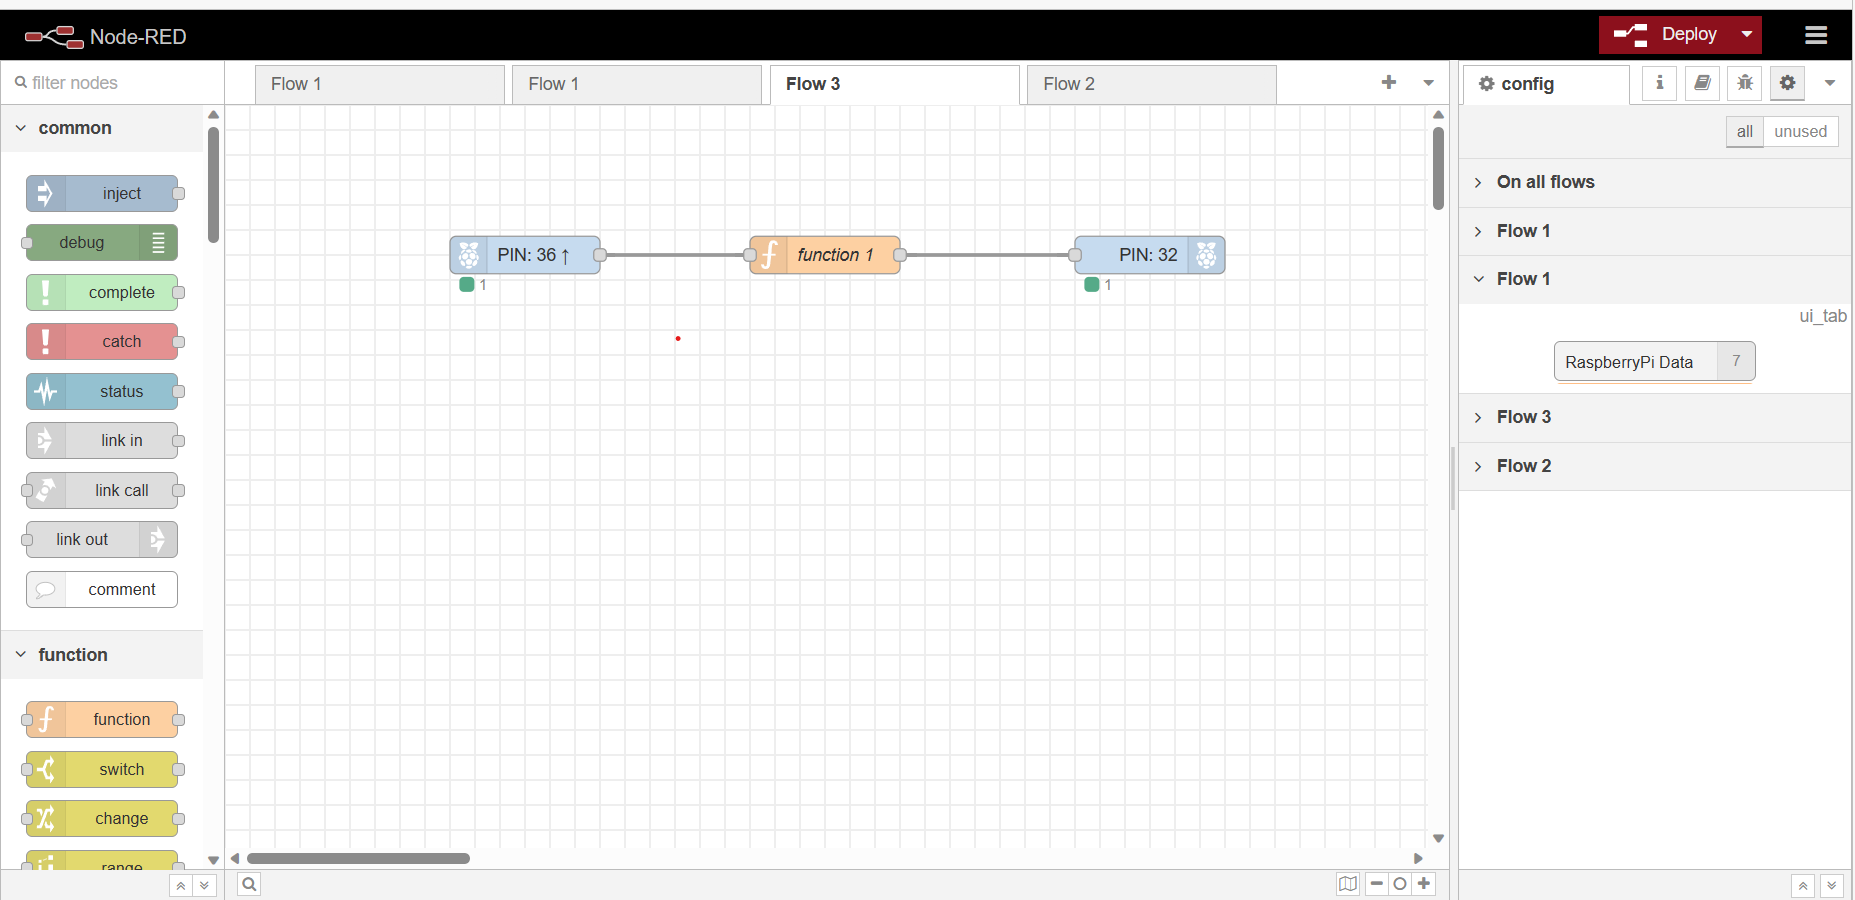 Node-RED
Deploy
filter nodes
Flow 1
Flow 1
Flow 3
Flow 2
config
i
all
unused
common
inject
debug
complete
catch
status
link in
link call
link out
comment
function
function
switch
change
range
PIN: 36 ↑
1
function 1
PIN: 32
1
On all flows
Flow 1
Flow 1
ui_tab
RaspberryPi Data
7
Flow 3
Flow 2